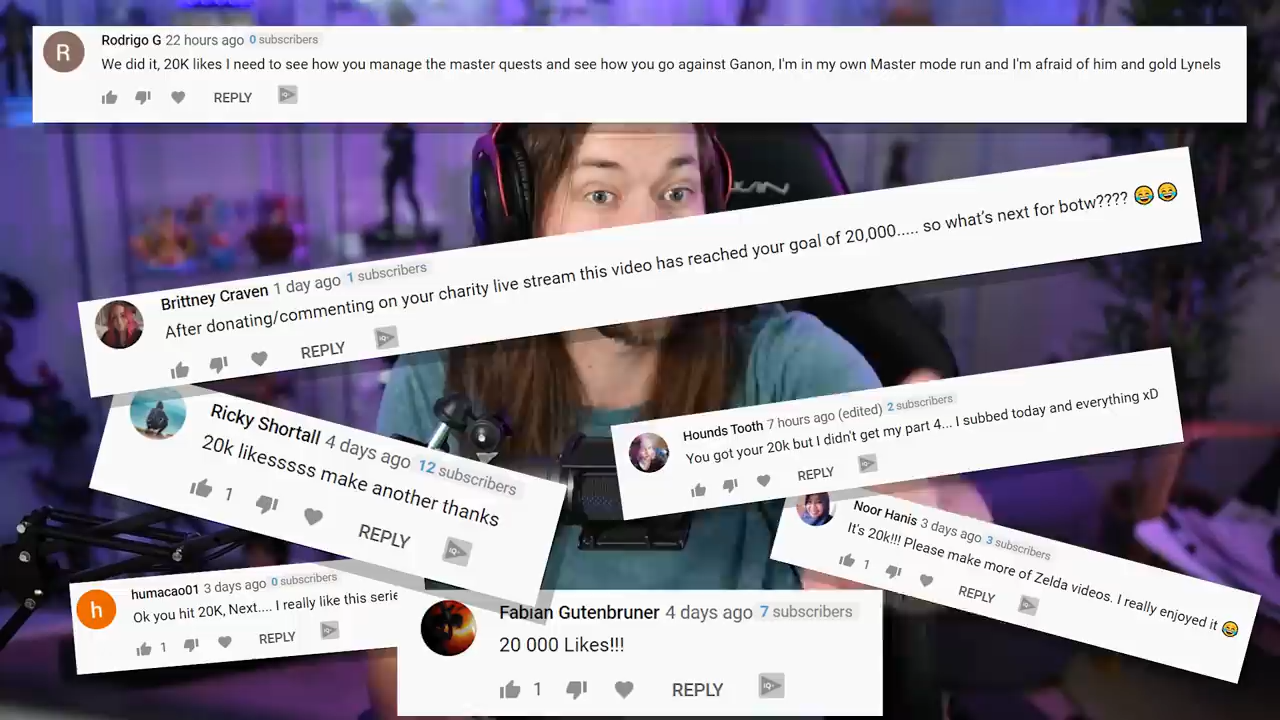 Rodrigo G 22 hours ago 0 subscribers
We did it, 20K likes I need to see how you manage the master quests and see how you go against Ganon, I'm in my own Master mode run and I'm afraid of him and gold Lynels
REPLY
Brittney Craven 1 day ago 1 subscribers
After donating/commenting on your charity live stream this video has reached your goal of 20,000..... so what's next for botw???? 😂😂
REPLY
Ricky Shortall 4 days ago 12 subscribers
20k likesssss make another thanks
1 REPLY
Hounds Tooth 7 hours ago (edited) 2 subscribers
You got your 20k but I didn't get my part 4... I subbed today and everything xD
REPLY
Noor Hanis 3 days ago 3 subscribers
It's 20k!!! Please make more of Zelda videos. I really enjoyed it 😂
1 REPLY
humacao01 3 days ago 0 subscribers
Ok you hit 20K, Next.... I really like this serie
1 REPLY
Fabian Gutenbruner 4 days ago 7 subscribers
20 000 Likes!!!
1 REPLY